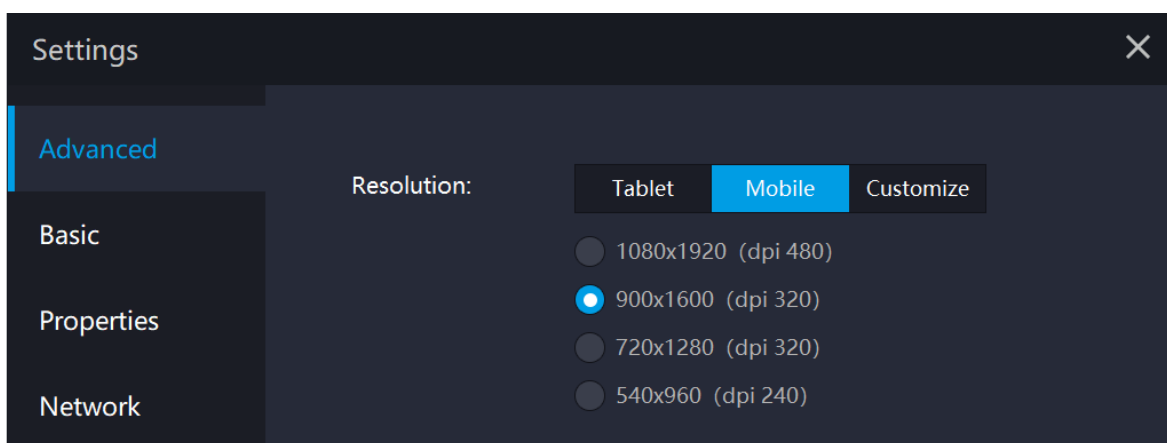 Settings
Advanced
Basic
Properties
Network
Resolution:
Tablet Mobile Customize
1080x1920 (dpi 480)
900x1600 (dpi 320)
720x1280 (dpi 320)
540x960 (dpi 240)